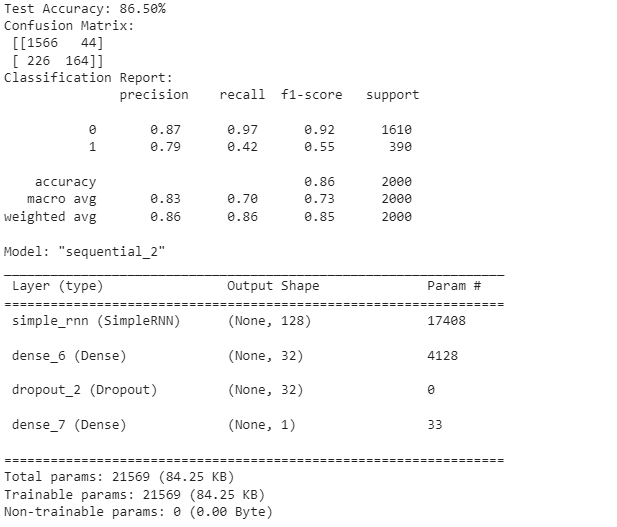 Test Accuracy: 86.50%
Confusion Matrix:
[[1566 44]
[ 226 164]]
Classification Report:
precision recall f1-score support
0 0.87 0.97 0.92 1610
1 0.79 0.42 0.55 390
accuracy 0.86 2000
macro avg 0.83 0.70 0.73 2000
weighted avg 0.86 0.86 0.85 2000
Model: "sequential_2"
Layer (type) Output Shape Param #
simple_rnn (SimpleRNN) (None, 128) 17408
dense_6 (Dense) (None, 32) 4128
dropout_2 (Dropout) (None, 32) 0
dense_7 (Dense) (None, 1) 33
Total params: 21569 (84.25 KB)
Trainable params: 21569 (84.25 KB)
Non-trainable params: 0 (0.00 Byte)